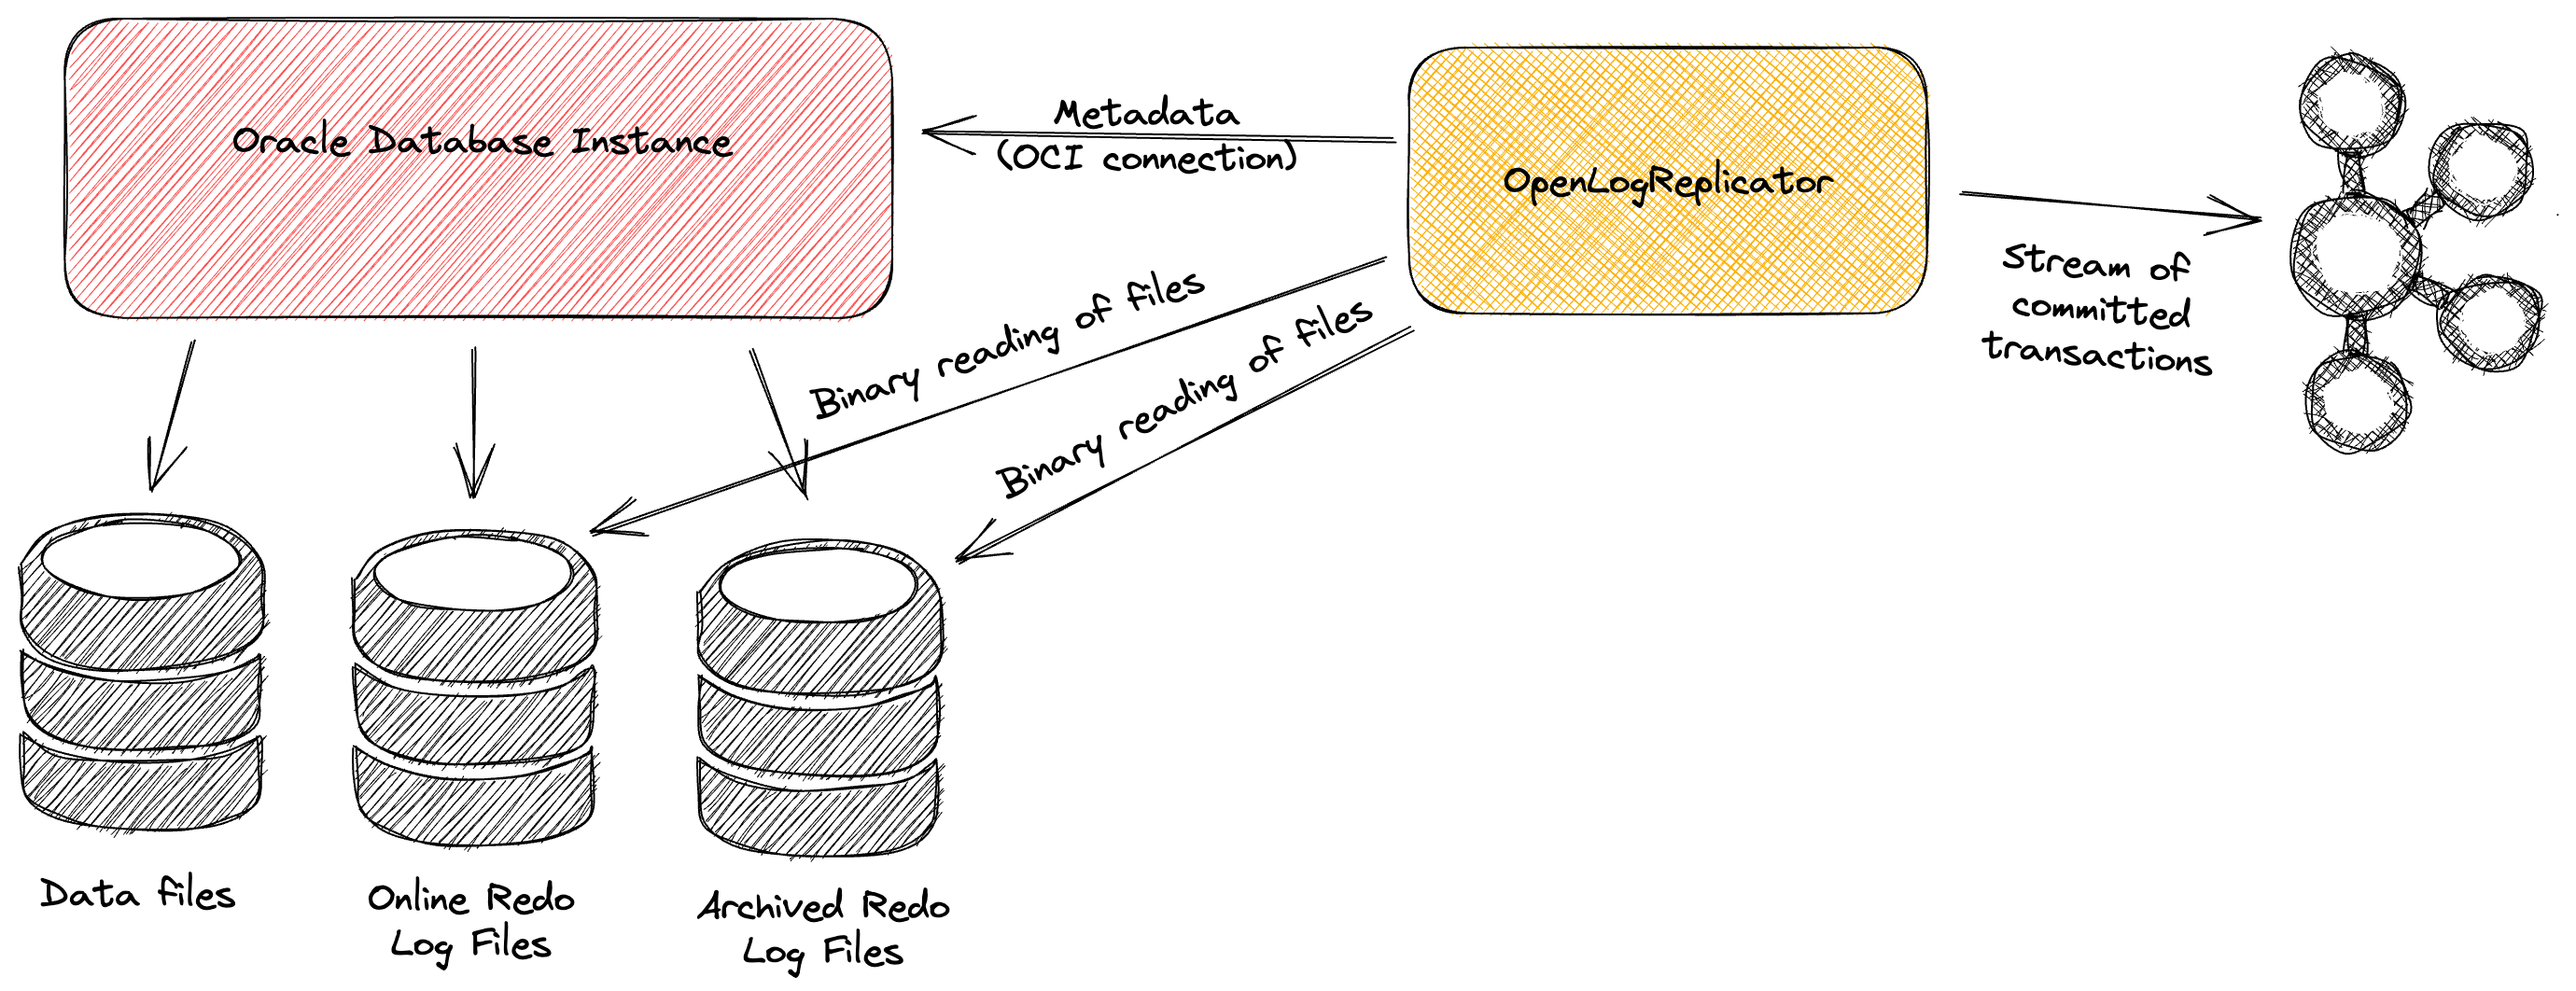 Oracle Database Instance
Metadata
(OCI connection)
OpenLogReplicator
Stream of
committed
transactions
Binary reading of files
Binary reading of files
Data files
Online Redo
Log Files
Archived Redo
Log Files